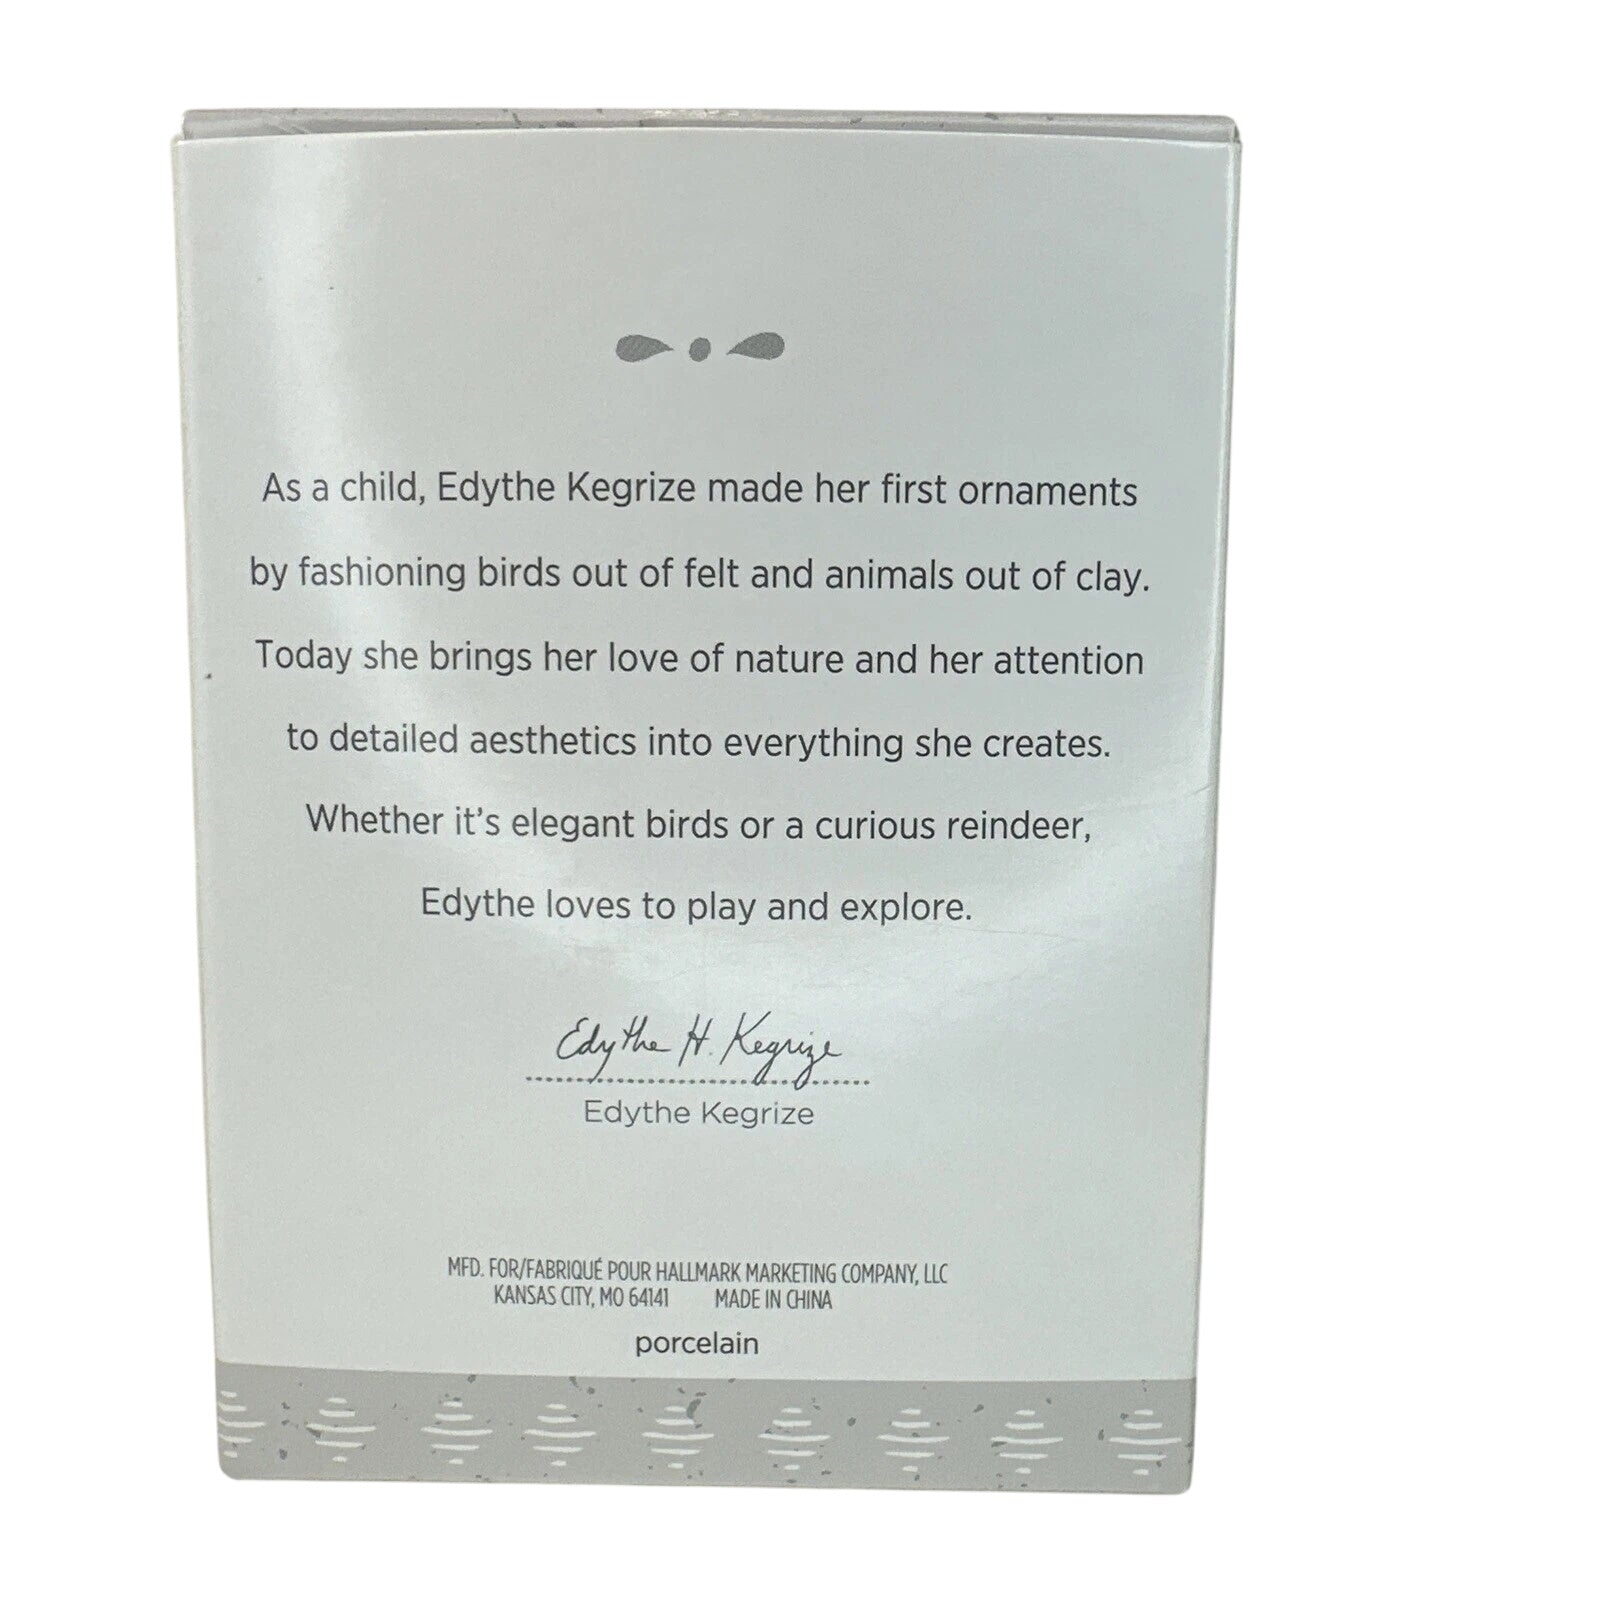 As a child, Edythe Kegrize made her first ornaments
by fashioning birds out of felt and animals out of clay.
Today she brings her love of nature and her attention
to detailed aesthetics into everything she creates.
Whether it's elegant birds or a curious reindeer,
Edythe loves to play and explore.
Edythe H. Kegrize
Edythe Kegrize
MFD. FOR/FABRIQUÉ POUR HALLMARK MARKETING COMPANY, LLC
KANSAS CITY, MO 64141 MADE IN CHINA
porcelain